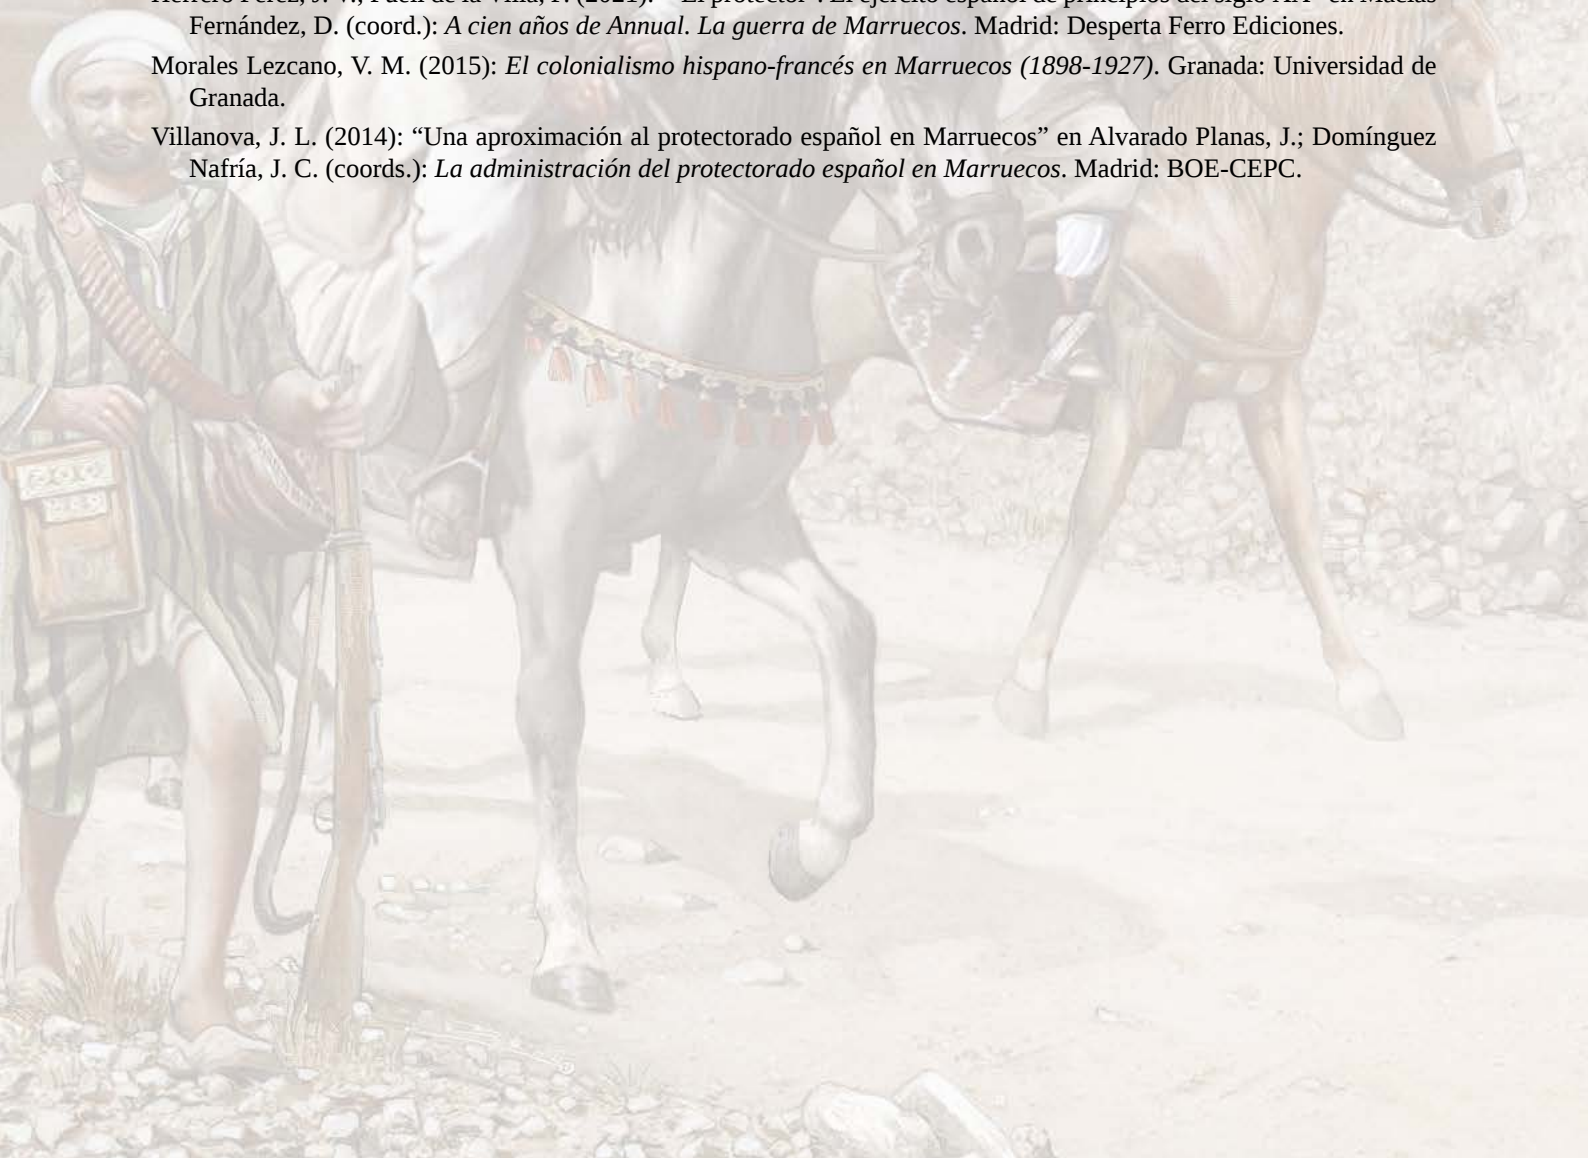 Fernández, D. (coord.): A cien años de Annual. La guerra de Marruecos. Madrid: Desperta Ferro Ediciones.
Morales Lezcano, V. M. (2015): El colonialismo hispano-francés en Marruecos (1898-1927). Granada: Universidad de
Granada.
Villanova, J. L. (2014): “Una aproximación al protectorado español en Marruecos” en Alvarado Planas, J.; Domínguez
Nafría, J. C. (coords.): La administración del protectorado español en Marruecos. Madrid: BOE-CEPC.